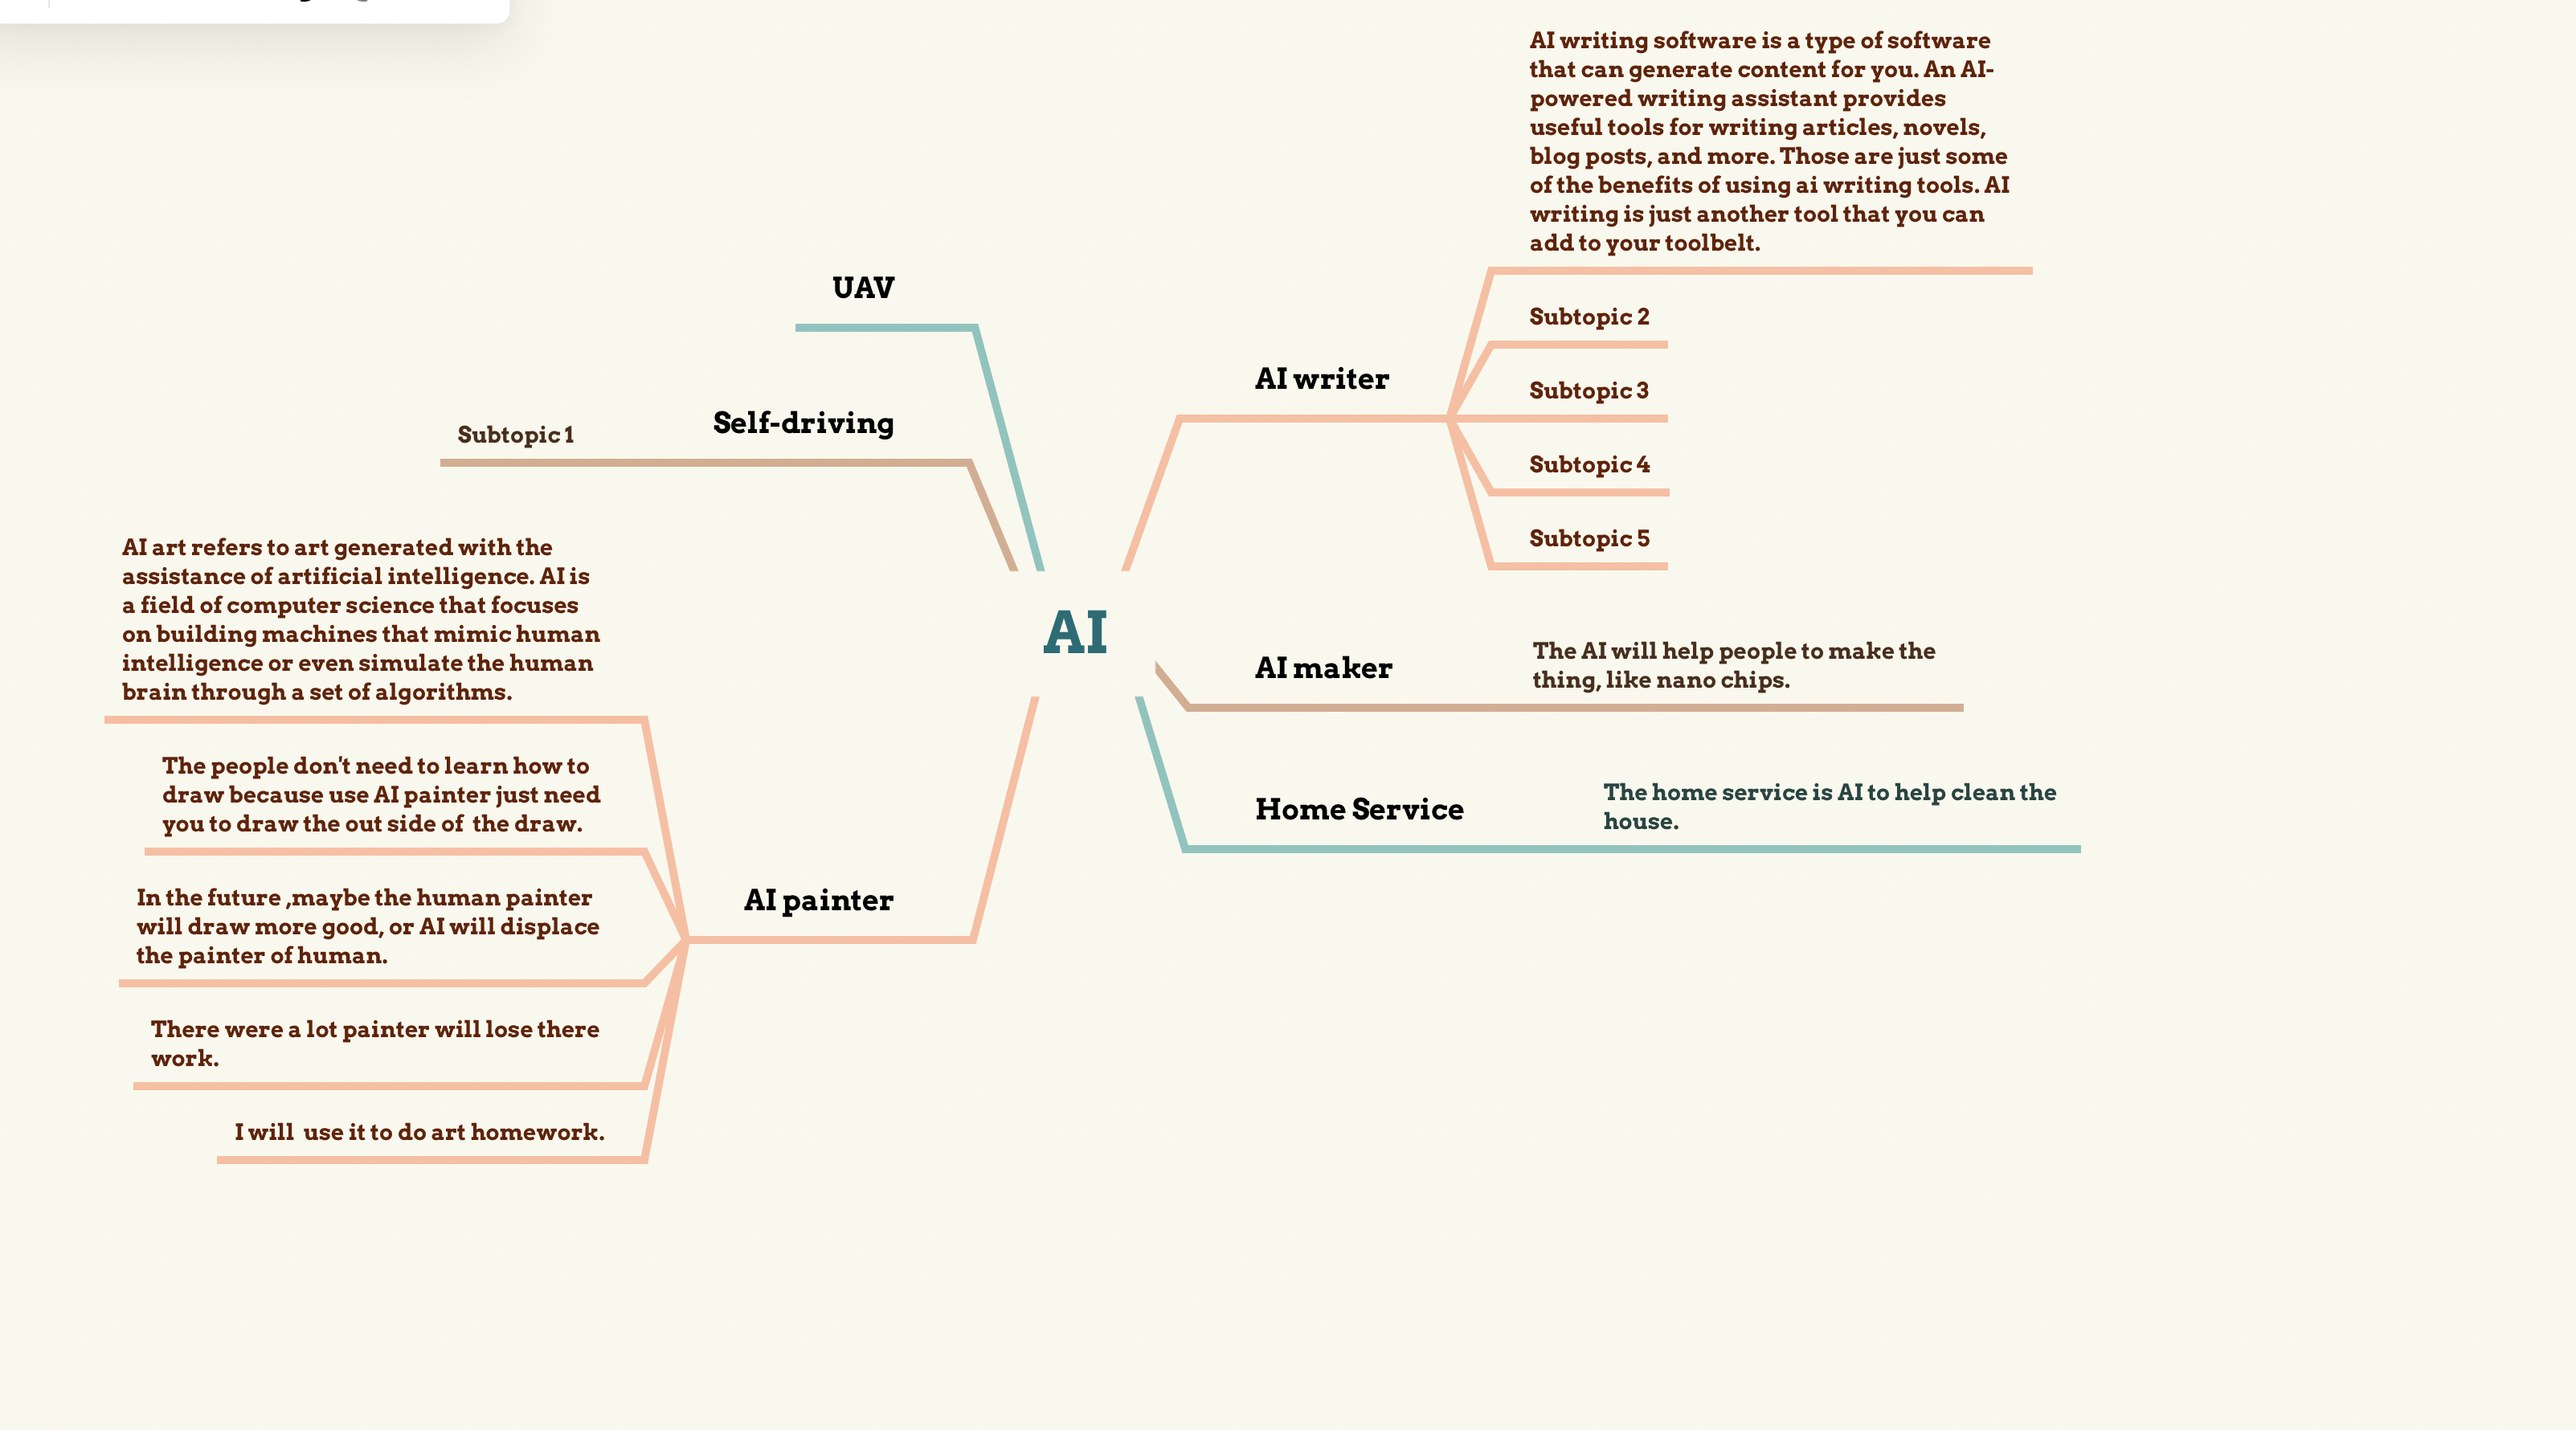 AI writing software is a type of software
that can generate content for you. An AI-
powered writing assistant provides
useful tools for writing articles, novels,
blog posts, and more. Those are just some
of the benefits of using ai writing tools. AI
writing is just another tool that you can
add to your toolbelt.
UAV
Subtopic 2
AI writer
Subtopic 3
Self-driving
Subtopic 1
Subtopic 4
Subtopic 5
AI art refers to art generated with the
assistance of artificial intelligence. AI is
a field of computer science that focuses
on building machines that mimic human
intelligence or even simulate the human
brain through a set of algorithms.
AI
AI maker
The AI will help people to make the
thing, like nano chips.
The people don't need to learn how to
draw because use AI painter just need
you to draw the out side of  the draw.
Home Service
The home service is AI to help clean the
house.
AI painter
In the future ,maybe the human painter
will draw more good, or AI will displace
the painter of human.
There were a lot painter will lose there
work.
I will  use it to do art homework.